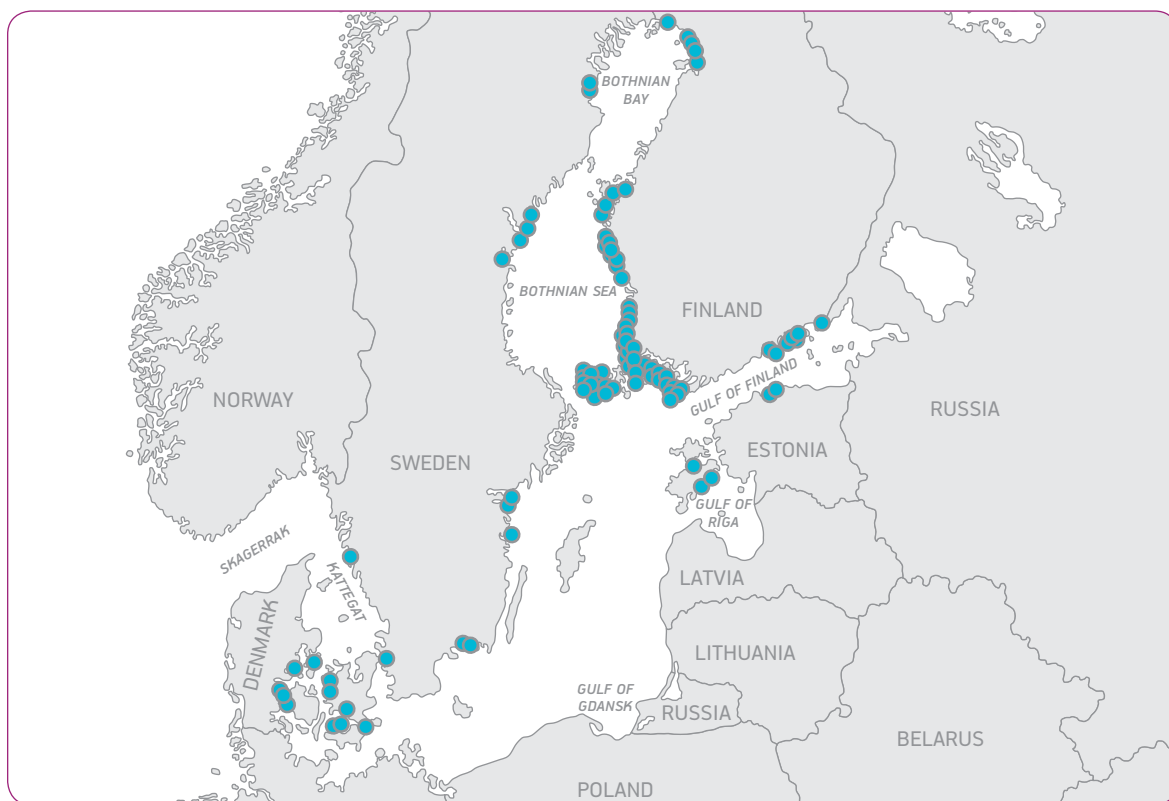 BOTHNIAN
BAY
BOTHNIAN SEA
FINLAND
NORWAY
GULF OF FINLAND
RUSSIA
SWEDEN
ESTONIA
GULF OF
RIGA
SKAGERRAK
KATTEGAT
LATVIA
DENMARK
LITHUANIA
GULF OF
GDANSK
RUSSIA
BELARUS
POLAND